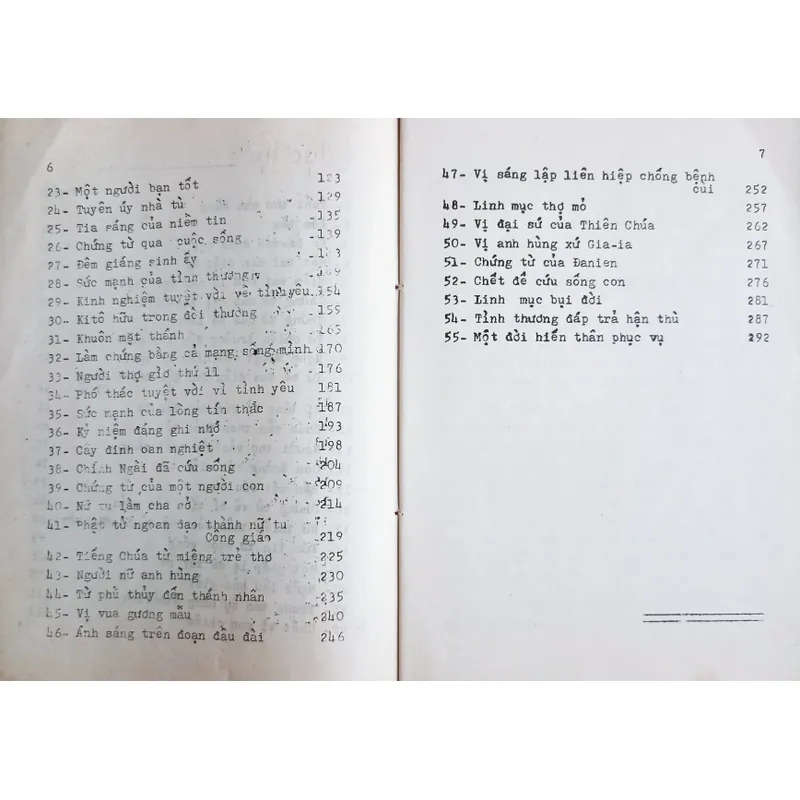 6
23- Một người bạn tốt 123
24- Tuyên úy nhà tù 129
25- Tia sáng của niềm tin 135
26- Chứng từ qua cuộc sống 139
27- Đêm giáng sinh ấy
28- Sức mạnh của tình thương
29- Kinh nghiệm tuyệt vời về tình yêu 154
30- Kitô hữu trong đời thường 159
31- Khuôn mặt thánh 165
32- Làm chứng bằng cả mạng sống mình 170
33- Người thợ giờ thứ 11 176
34- Phó thác tuyệt vời vì tình yêu 181
35- Sức mạnh của lòng tín thác 187
36- Kỷ niệm đáng ghi nhớ 193
37- Cây đinh oan nghiệt 198
38- Chính Ngài đã cứu sống 204
39- Chứng từ của một người con 209
40- Nữ tu làm cha sở 214
41- Phật tử ngoan đạo thành nữ tu
Công giáo 219
42- Tiếng Chúa từ miệng trẻ thơ 225
43- Người nữ anh hùng 230
44- Từ phù thủy đến thánh nhân 235
45- Vị vua gương mẫu 240
46- Ánh sáng trên đoạn đầu đài 246
7
47- Vị sáng lập liên hiệp chống bệnh
cùi 252
48- Linh mục thợ mỏ 257
49- Vị đại sứ của Thiên Chúa 262
50- Vị anh hùng xứ Gia-ia 267
51- Chứng từ của Đanien 271
52- Chết để cứu sống con 276
53- Linh mục bụi đời 281
54- Tình thương đáp trả hận thù 287
55- Một đời hiến thân phục vụ 292